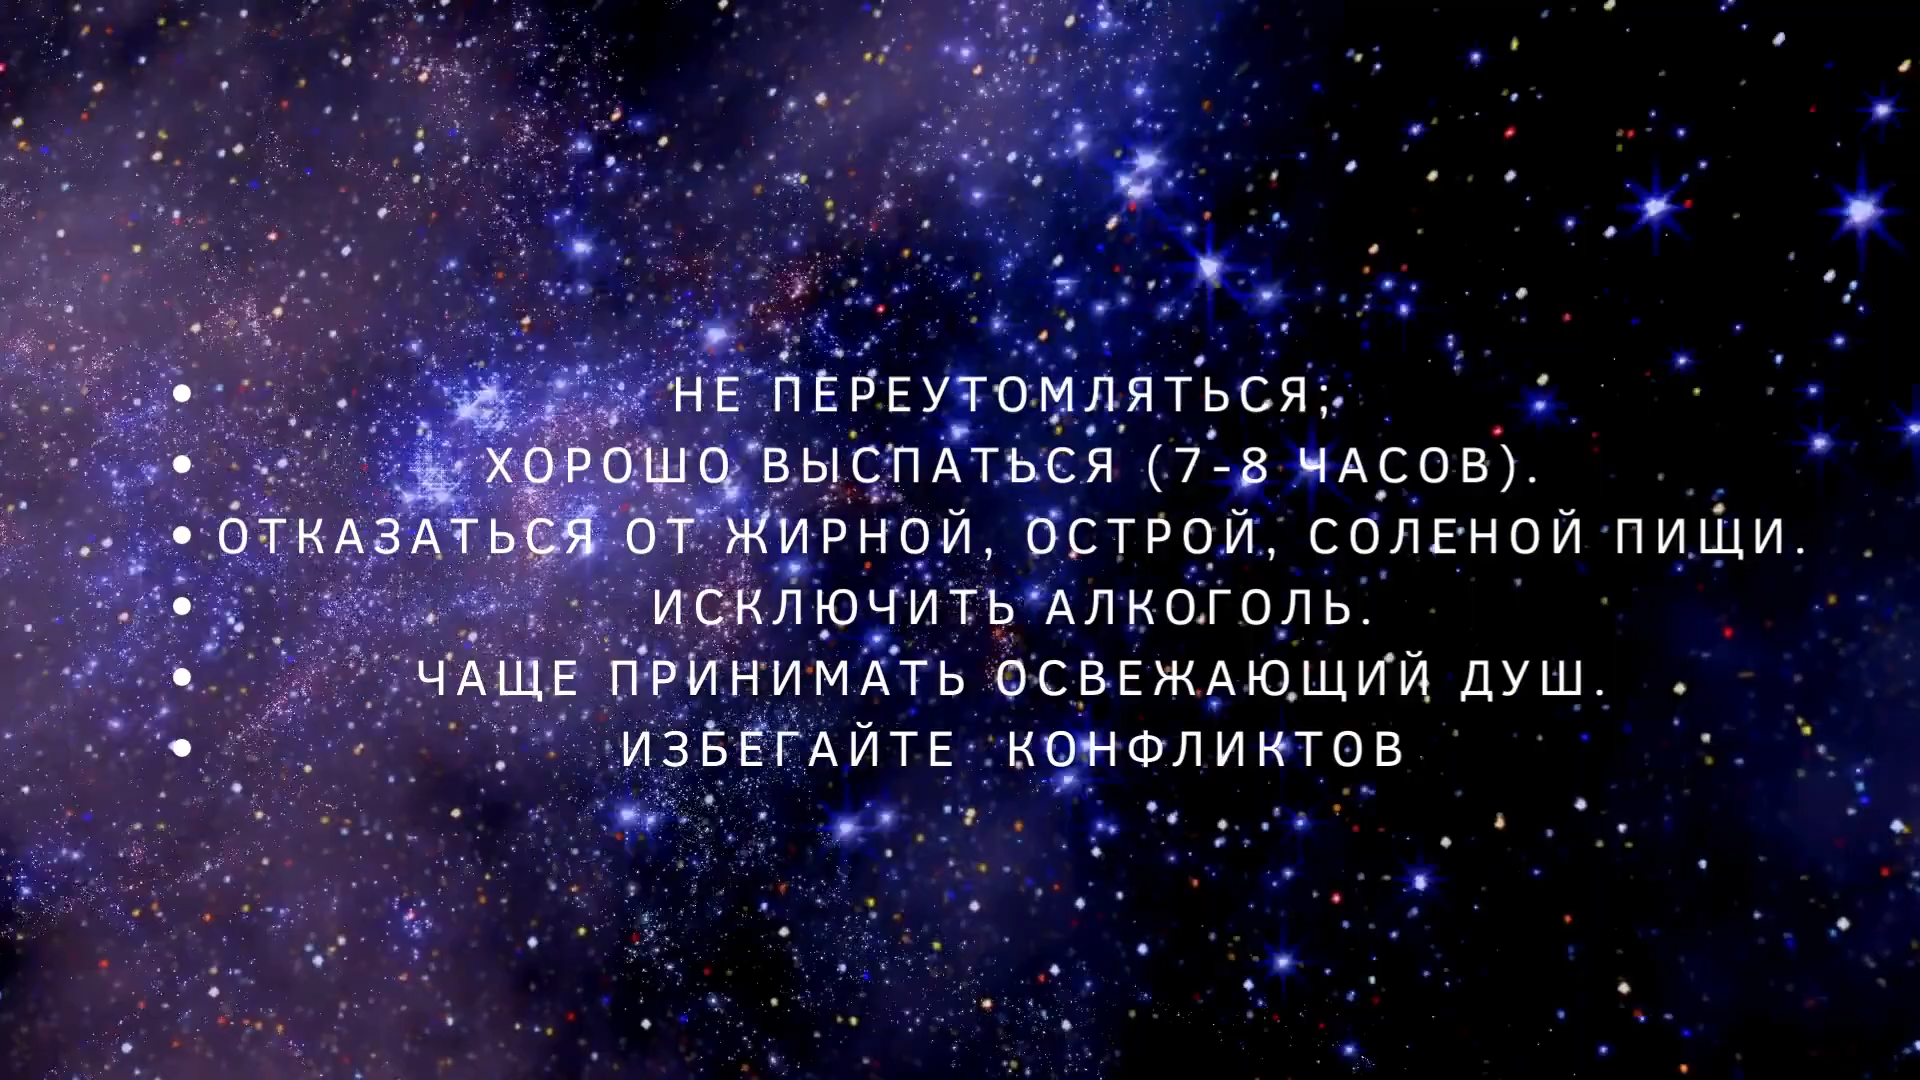 • НЕ ПЕРЕУТОМЛЯТЬСЯ;
• ХОРОШО ВЫСПАТЬСЯ (7-8 ЧАСОВ).
• ОТКАЗАТЬСЯ ОТ ЖИРНОЙ, ОСТРОЙ, СОЛЕНОЙ ПИЩИ.
• ИСКЛЮЧИТЬ АЛКОГОЛЬ.
• ЧАЩЕ ПРИНИМАТЬ ОСВЕЖАЮЩИЙ ДУШ.
• ИЗБЕГАЙТЕ  КОНФЛИКТОВ